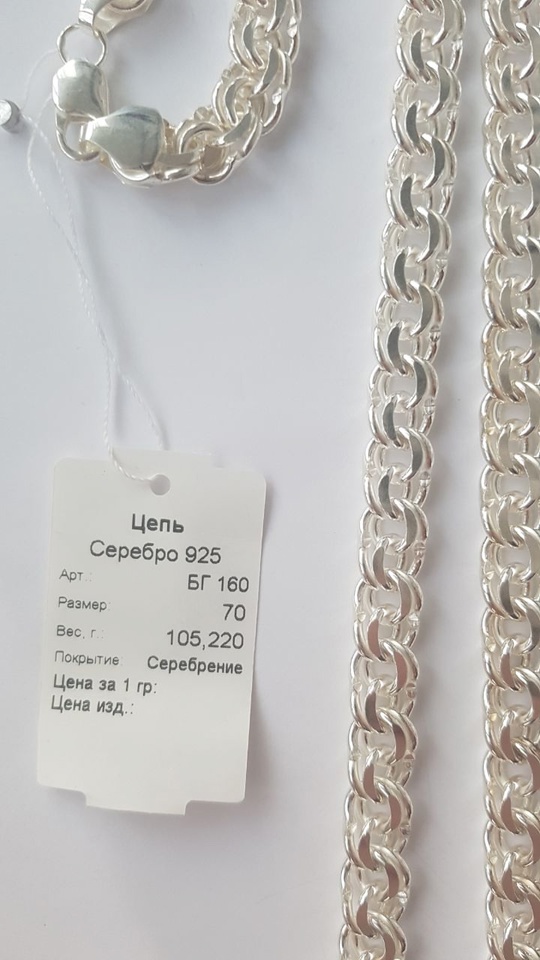 Цепь
Серебро 925
Арт.: БГ 160
Размер: 70
Вес, г.: 105,220
Покрытие: Серебрение
Цена за 1 гр:
Цена изд.: